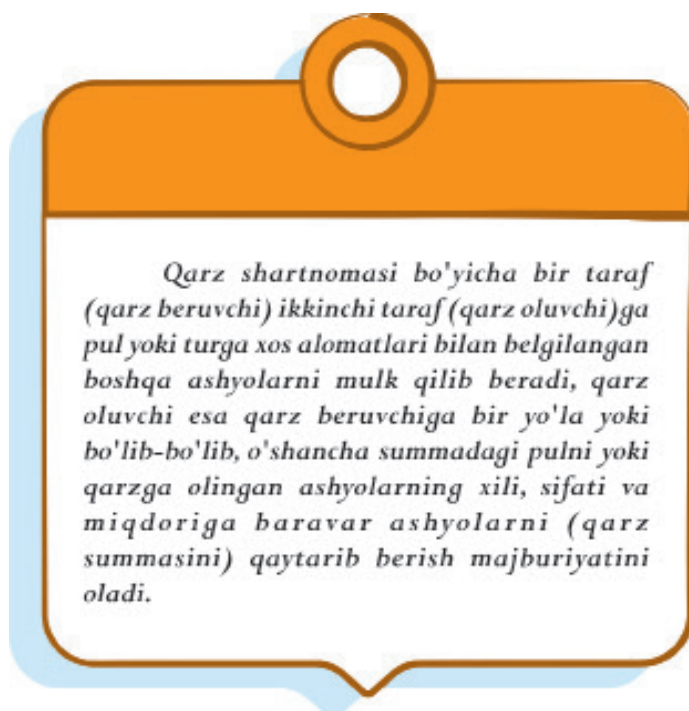 Qarz shartnomasi bo'yicha bir taraf
(qarz beruvchi) ikkinchi taraf (qarz oluvchi)ga
pul yoki turga xos alomatlari bilan belgilangan
boshqa ashyolarni mulk qilib beradi, qarz
oluvchi esa qarz beruvchiga bir yo'la yoki
bo'lib-bo'lib, o'shancha summadagi pulni yoki
qarzga olingan ashyolarning xili, sifati va
miqdoriga baravar ashyolarni (qarz
summasini) qaytarib berish majburiyatini
oladi.